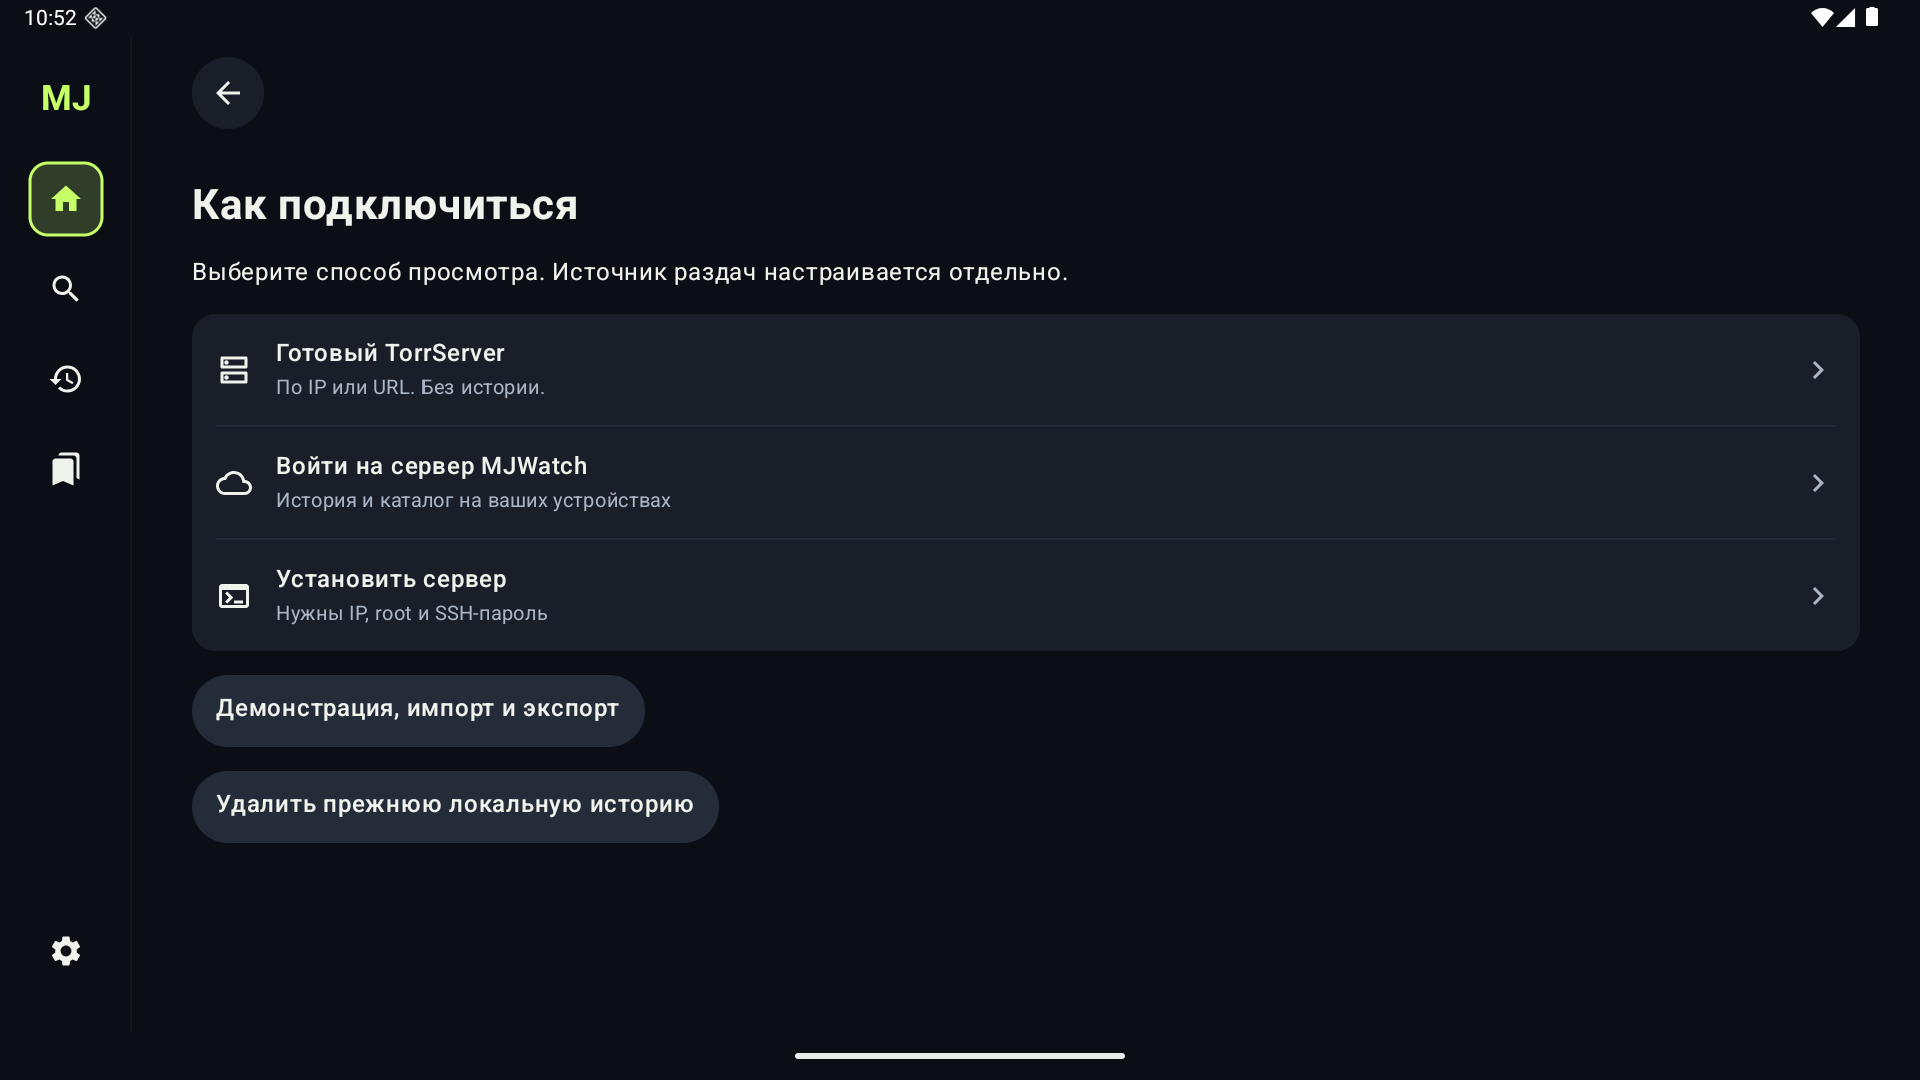 10:52
MJ
Как подключиться
Выберите способ просмотра. Источник раздач настраивается отдельно.
Готовый TorrServer
По IP или URL. Без истории.
Войти на сервер MJWatch
История и каталог на ваших устройствах
Установить сервер
Нужны IP, root и SSH-пароль
Демонстрация, импорт и экспорт
Удалить прежнюю локальную историю